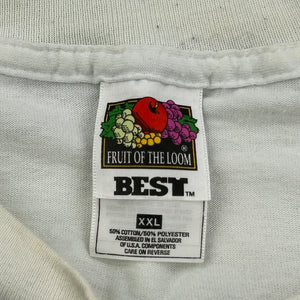 FRUIT OF THE LOOM®
BEST™
XXL
50% COTTON/50% POLYESTER
ASSEMBLED IN EL SALVADOR
OF U.S.A. COMPONENTS
CARE ON REVERSE